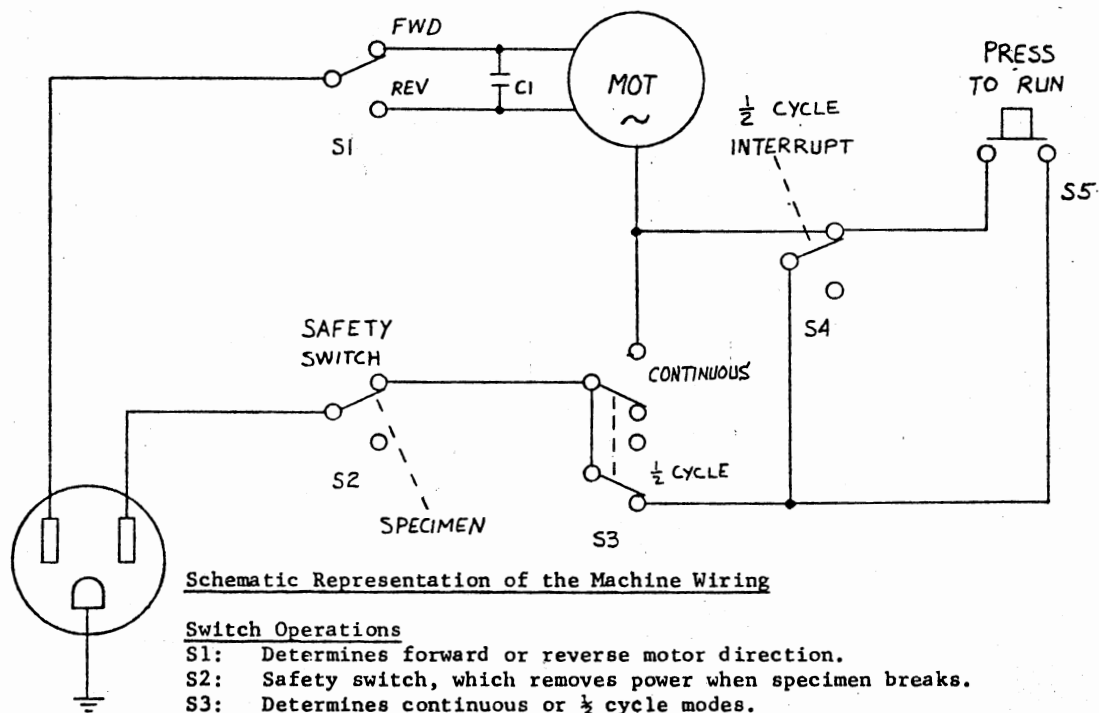 FWD
REV
C1
MOT
~
S1
PRESS
TO RUN
½ CYCLE
INTERRUPT
S5
S4
SAFETY
SWITCH
CONTINUOUS
S2
½ CYCLE
SPECIMEN
S3
Schematic Representation of the Machine Wiring
Switch Operations
S1: Determines forward or reverse motor direction.
S2: Safety switch, which removes power when specimen breaks.
S3: Determines continuous or ½ cycle modes.